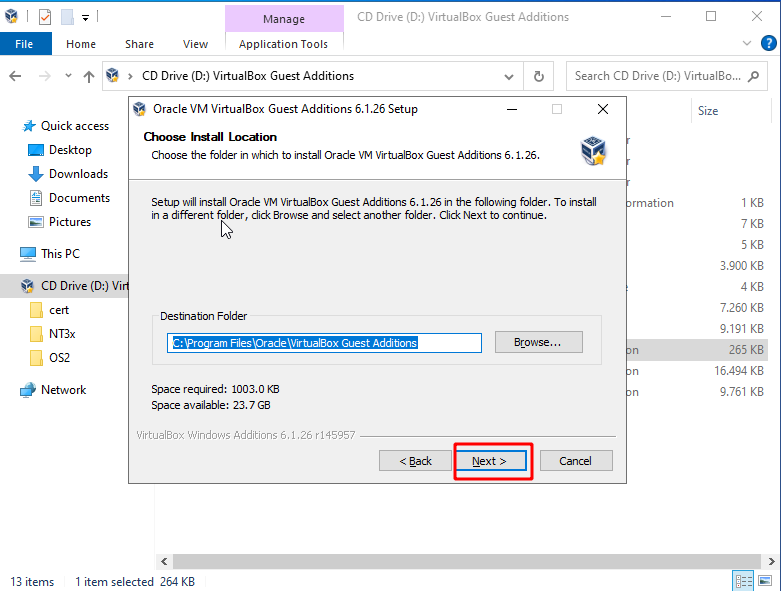 Manage
CD Drive (D:) VirtualBox Guest Additions
File
Home
Share
View
Application Tools
CD Drive (D:) VirtualBox Guest Additions
Search CD Drive (D:) VirtualBo...
Size
Quick access
Desktop
Downloads
Documents
Pictures
This PC
CD Drive (D:) Virt
cert
NT3x
OS2
Network
Oracle VM VirtualBox Guest Additions 6.1.26 Setup
Choose Install Location
Choose the folder in which to install Oracle VM VirtualBox Guest Additions 6.1.26.
Setup will install Oracle VM VirtualBox Guest Additions 6.1.26 in the following folder. To install
in a different folder, click Browse and select another folder. Click Next to continue.
Destination Folder
C:\Program Files\Oracle\VirtualBox Guest Additions
Browse...
Space required: 1003.0 KB
Space available: 23.7 GB
VirtualBox Windows Additions 6.1.26 r145957
< Back
Next >
Cancel
r
r
r
ormation 1 KB
7 KB
5 KB
3.900 KB
e 4 KB
7.260 KB
9.191 KB
on 265 KB
on 16.494 KB
on 9.761 KB
13 items
1 item selected 264 KB